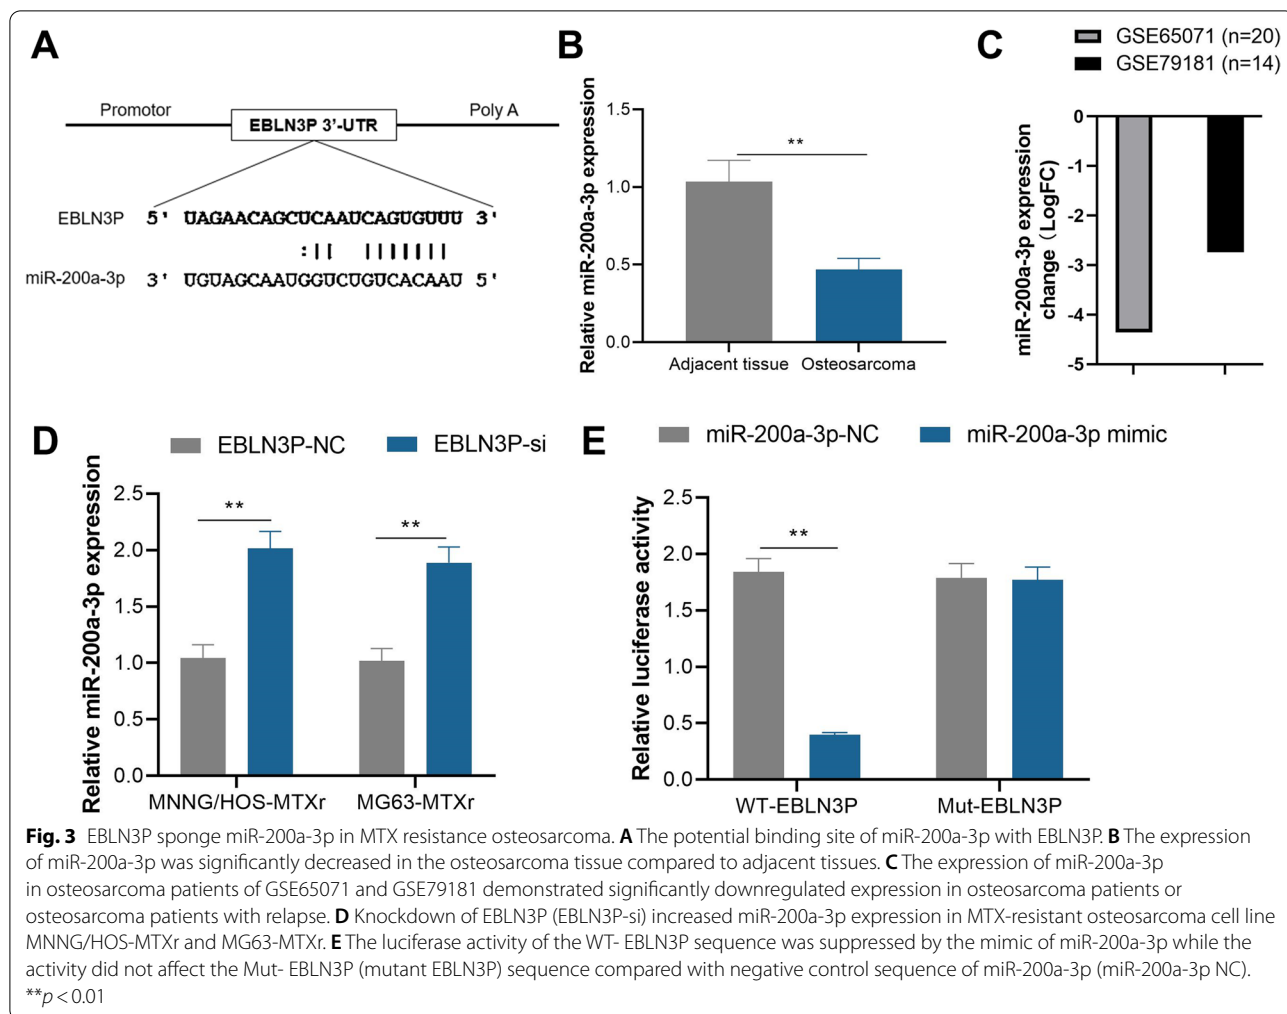 A
Promotor
Poly A
EBLN3P 3’-UTR
EBLN3P 5' UAGAACAGCUCAAUCAGUGUUU 3'
miR-200a-3p 3' UGUAGCAAUGGUCUGUCACAAU 5'
B
Relative miR-200a-3p expression
1.5
1.0
0.5
0.0
**
Adjacent tissue
Osteosarcoma
C
GSE65071 (n=20)
GSE79181 (n=14)
miR-200a-3p expression
change (LogFC)
0
-1
-2
-3
-4
-5
D
EBLN3P-NC
EBLN3P-si
Relative miR-200a-3p expression
2.5
2.0
1.5
1.0
0.5
0.0
**
**
MNNG/HOS-MTXr
MG63-MTXr
E
miR-200a-3p-NC
miR-200a-3p mimic
Relative luciferase activity
2.5
2.0
1.5
1.0
0.5
0.0
**
WT-EBLN3P
Mut-EBLN3P
Fig. 3 EBLN3P sponge miR-200a-3p in MTX resistance osteosarcoma. A The potential binding site of miR-200a-3p with EBLN3P. B The expression
of miR-200a-3p was significantly decreased in the osteosarcoma tissue compared to adjacent tissues. C The expression of miR-200a-3p
in osteosarcoma patients of GSE65071 and GSE79181 demonstrated significantly downregulated expression in osteosarcoma patients or
osteosarcoma patients with relapse. D Knockdown of EBLN3P (EBLN3P-si) increased miR-200a-3p expression in MTX-resistant osteosarcoma cell line
MNNG/HOS-MTXr and MG63-MTXr. E The luciferase activity of the WT- EBLN3P sequence was suppressed by the mimic of miR-200a-3p while the
activity did not affect the Mut- EBLN3P (mutant EBLN3P) sequence compared with negative control sequence of miR-200a-3p (miR-200a-3p NC).
**p < 0.01